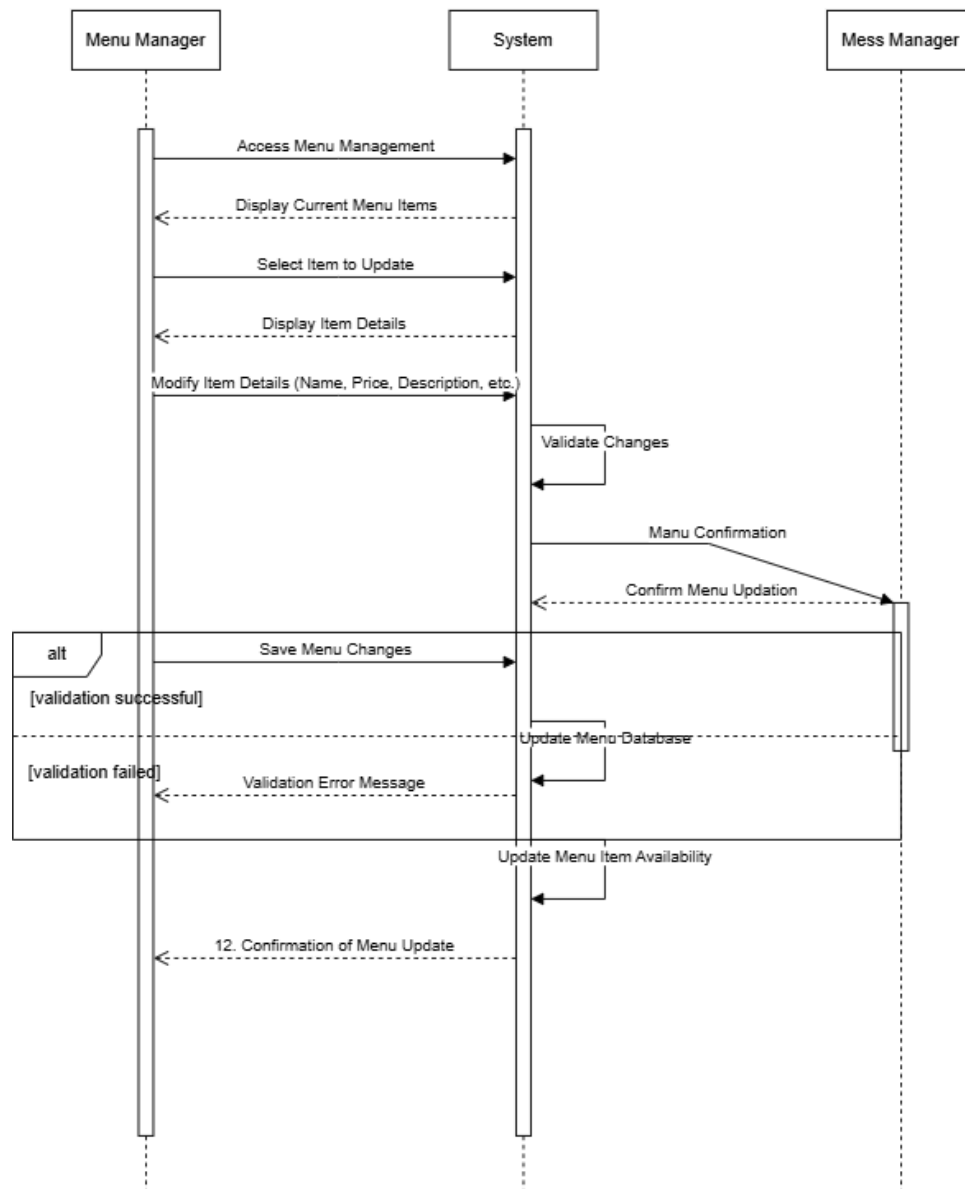 Menu Manager
System
Mess Manager
Access Menu Management
Display Current Menu Items
Select Item to Update
Display Item Details
Modify Item Details (Name, Price, Description, etc.)
Validate Changes
Manu Confirmation
Confirm Menu Updation
alt
Save Menu Changes
[validation successful]
Update Menu Database
[validation failed]
Validation Error Message
Update Menu Item Availability
12. Confirmation of Menu Update